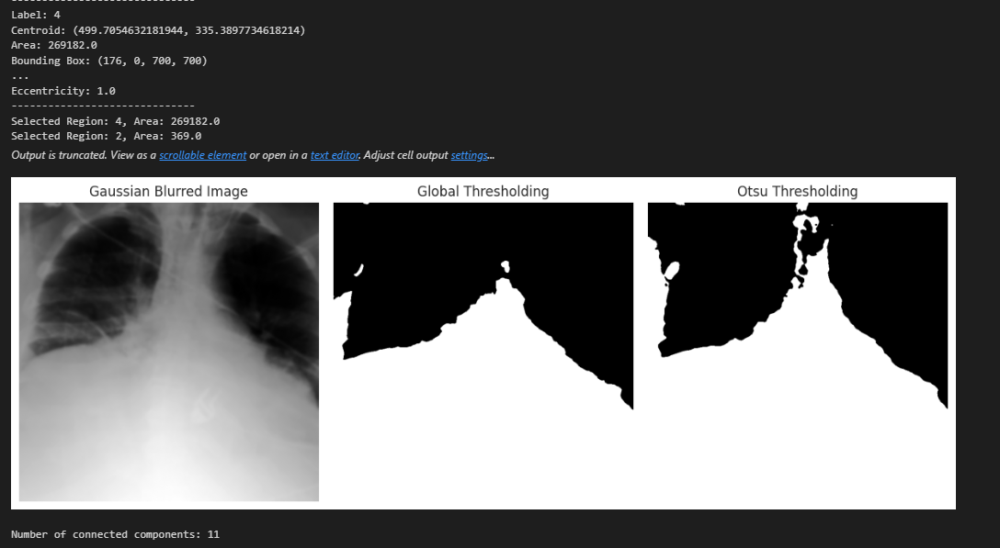 ------------------------------
Label: 4
Centroid: (499.7054632181944, 335.3897734618214)
Area: 269182.0
Bounding Box: (176, 0, 700, 700)
...
Eccentricity: 1.0
------------------------------
Selected Region: 4, Area: 269182.0
Selected Region: 2, Area: 369.0
Output is truncated. View as a scrollable element or open in a text editor. Adjust cell output settings...
Gaussian Blurred Image
Global Thresholding
Otsu Thresholding
Number of connected components: 11